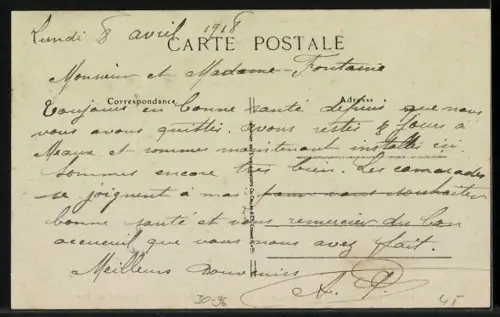 Lundi 8 avril 1918
CARTE POSTALE
Monsieur et Madame Fontaine
Correspondance Adresse
Toujours en bonne santé depuis que nous
vous avons quittés. avons restés 8 jours à
Meaux et sommes maintenant installés ici
Sommes encore très bien. Les camarades
se joignent à moi pour vous souhaiter
bonne santé et vous remercier du bon
accueuil que vous nous avez fait.
Meilleurs souvenirs
A. P.
30-96
45